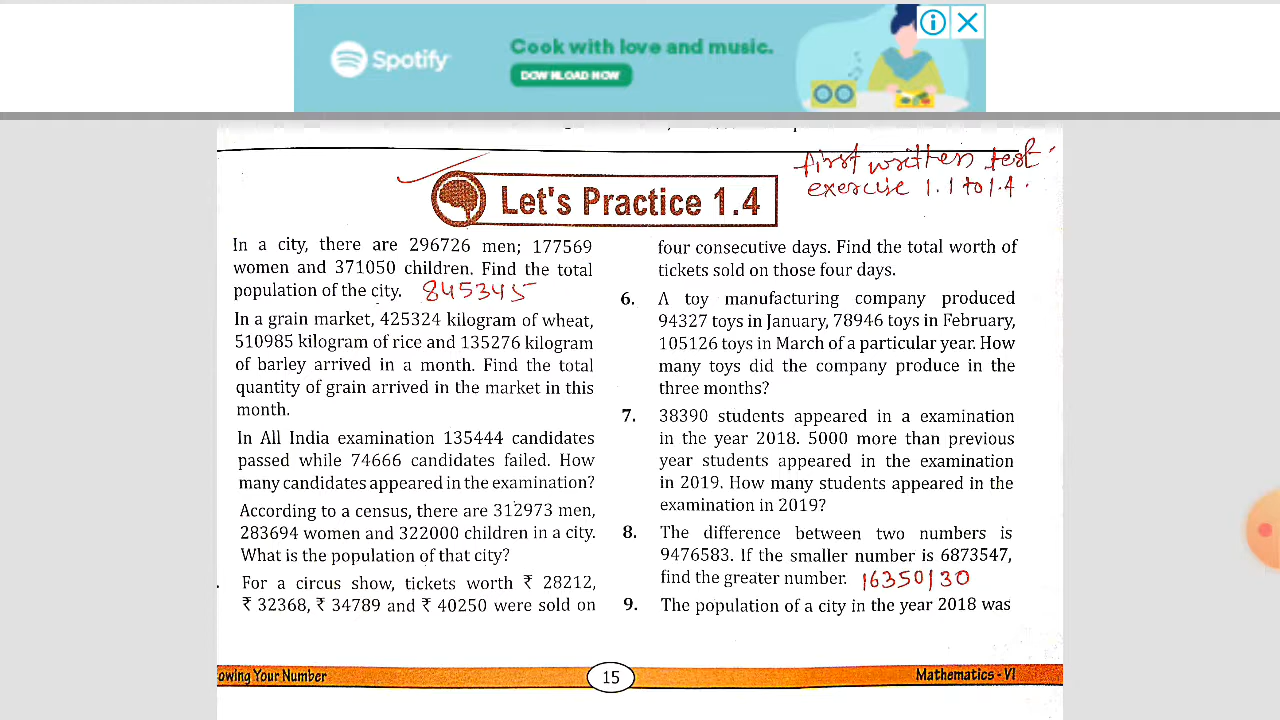 Spotify
Cook with love and music.
DOWNLOAD NOW
first written test
exercise 1.1 to 1.4.
Let's Practice 1.4
In a city, there are 296726 men; 177569
women and 371050 children. Find the total
population of the city. 845345
In a grain market, 425324 kilogram of wheat,
510985 kilogram of rice and 135276 kilogram
of barley arrived in a month. Find the total
quantity of grain arrived in the market in this
month.
In All India examination 135444 candidates
passed while 74666 candidates failed. How
many candidates appeared in the examination?
According to a census, there are 312973 men,
283694 women and 322000 children in a city.
What is the population of that city?
. For a circus show, tickets worth ₹ 28212,
₹ 32368, ₹ 34789 and ₹ 40250 were sold on
four consecutive days. Find the total worth of
tickets sold on those four days.
6. A toy manufacturing company produced
94327 toys in January, 78946 toys in February,
105126 toys in March of a particular year. How
many toys did the company produce in the
three months?
7. 38390 students appeared in a examination
in the year 2018. 5000 more than previous
year students appeared in the examination
in 2019. How many students appeared in the
examination in 2019?
8. The difference between two numbers is
9476583. If the smaller number is 6873547,
find the greater number. 16350130
9. The population of a city in the year 2018 was
owing Your Number
15
Mathematics - VI